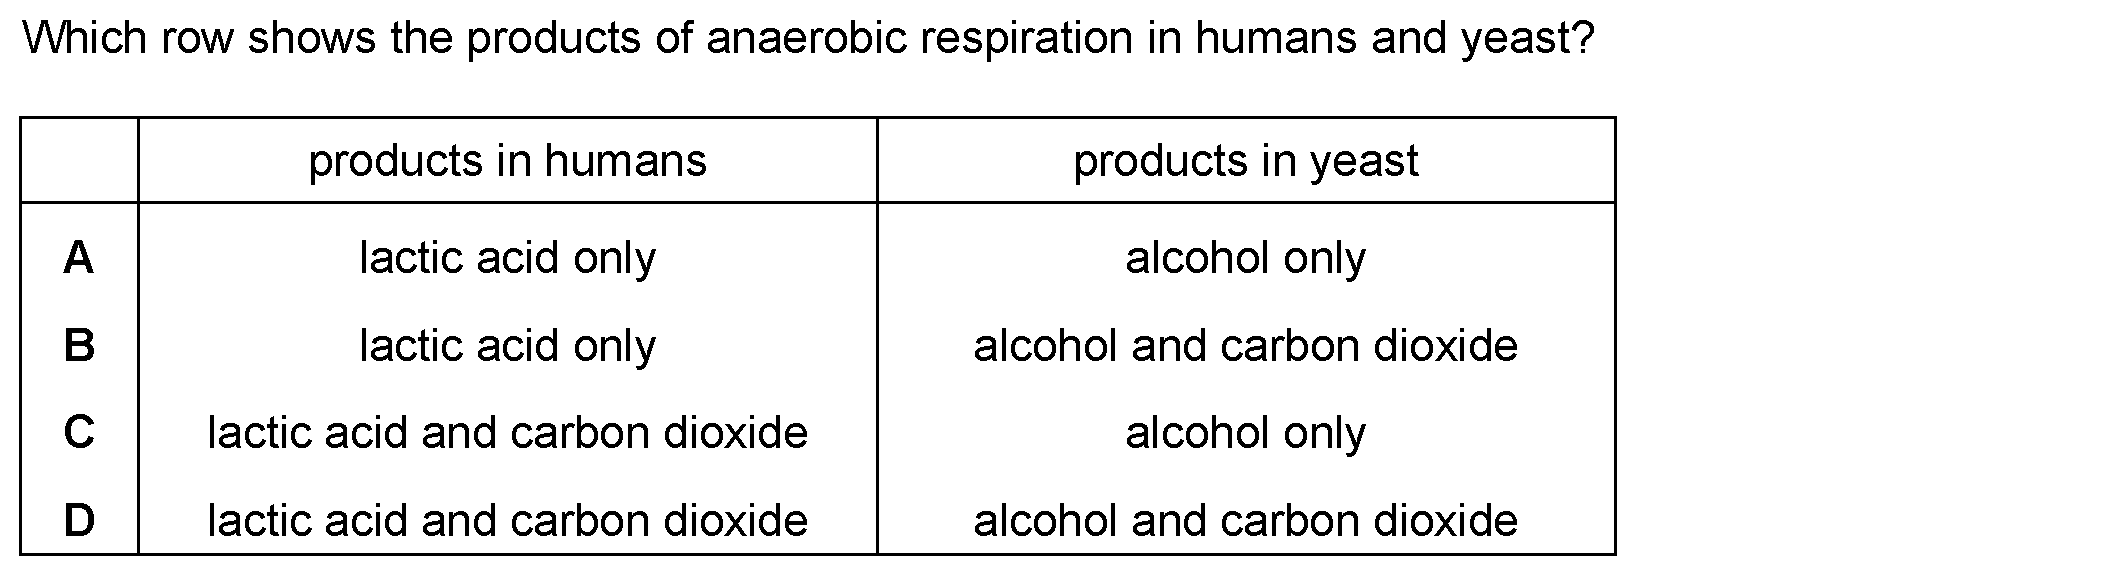 Which row shows the products of anaerobic respiration in humans and yeast?
products in humans products in yeast
A lactic acid only alcohol only
B lactic acid only alcohol and carbon dioxide
C lactic acid and carbon dioxide alcohol only
D lactic acid and carbon dioxide alcohol and carbon dioxide